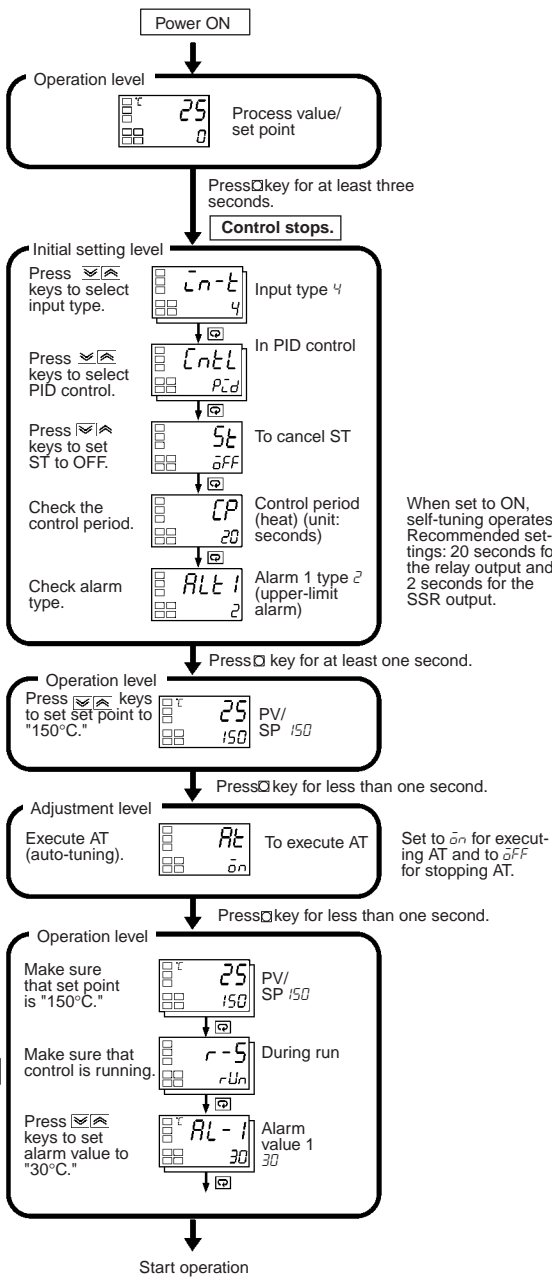 Power ON
Operation level
°C
25
0
Process value/
set point
Press key for at least three
seconds.
Control stops.
Initial setting level
Press keys to select
input type.
in-t
4
Input type 4
Press keys to select
PID control.
CntL
Pid
In PID control
Press keys to set
ST to OFF.
St
oFF
To cancel ST
Check the
control period.
CP
20
Control period
(heat) (unit:
seconds)
When set to ON,
self-tuning operates
Recommended set-
tings: 20 seconds fo
the relay output and
2 seconds for the
SSR output.
Check alarm
type.
ALt1
2
Alarm 1 type 2
(upper-limit
alarm)
Press key for at least one second.
Operation level
Press keys
to set set point to
"150°C."
°C
25
150
PV/
SP 150
Press key for less than one second.
Adjustment level
Execute AT
(auto-tuning).
At
on
To execute AT
Set to on for execut-
ing AT and to oFF
for stopping AT.
Press key for less than one second.
Operation level
Make sure
that set point
is "150°C."
°C
25
150
PV/
SP 150
Make sure that
control is running.
r-S
rUn
During run
Press
keys to set
alarm value to
"30°C."
°C
AL-1
30
Alarm
value 1
30
Start operation